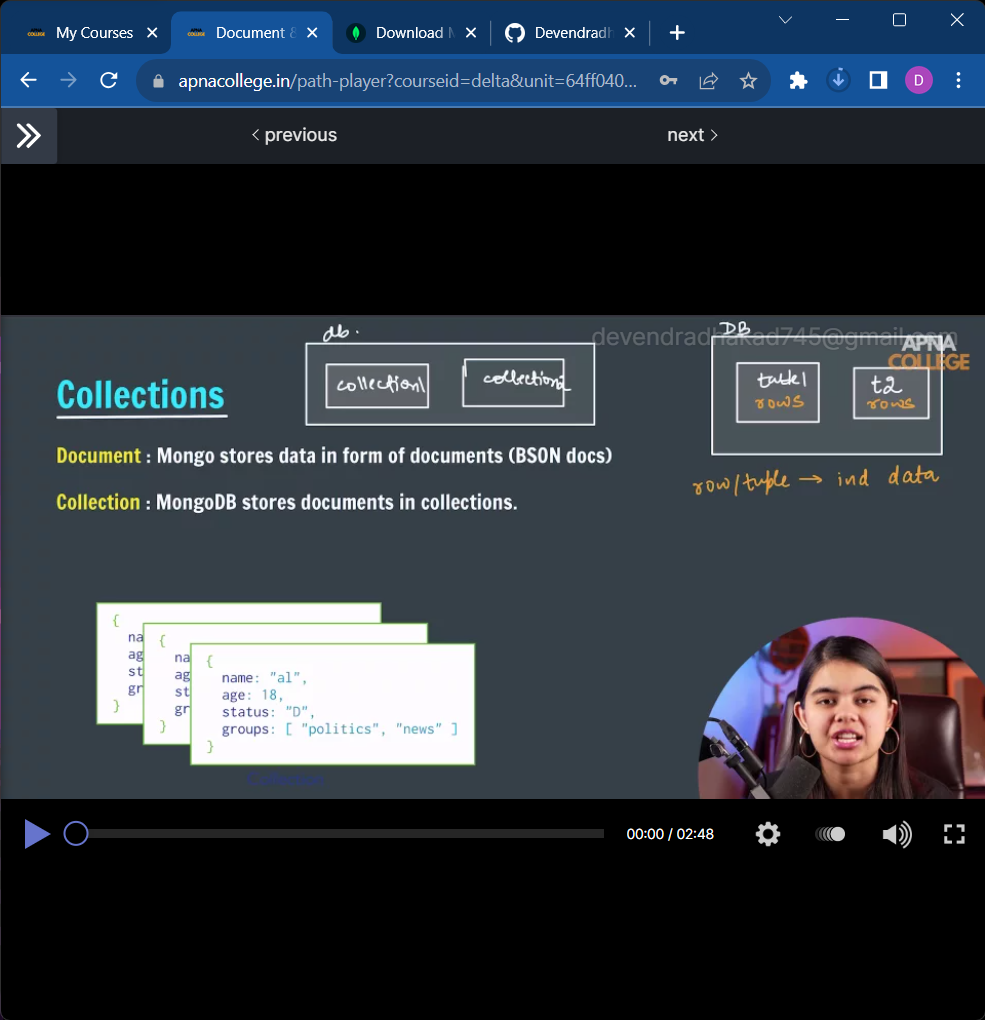 My Courses
Document &
Download
Devendradh
apnacollege.in/path-player?courseid=delta&unit=64ff040...
D
< previous
next >
db.
DB
devendradhakad745@gmail.com
APNA
COLLEGE
collection1
collection2
table1
rows
t2
rows
Collections
Document : Mongo stores data in form of documents (BSON docs)
row/tuple → ind data
Collection : MongoDB stores documents in collections.
{
na
ag
st
gr
}
{
na
ag
st
gr
}
{
name: "al",
age: 18,
status: "D",
groups: [ "politics", "news" ]
}
Collection
00:00 / 02:48